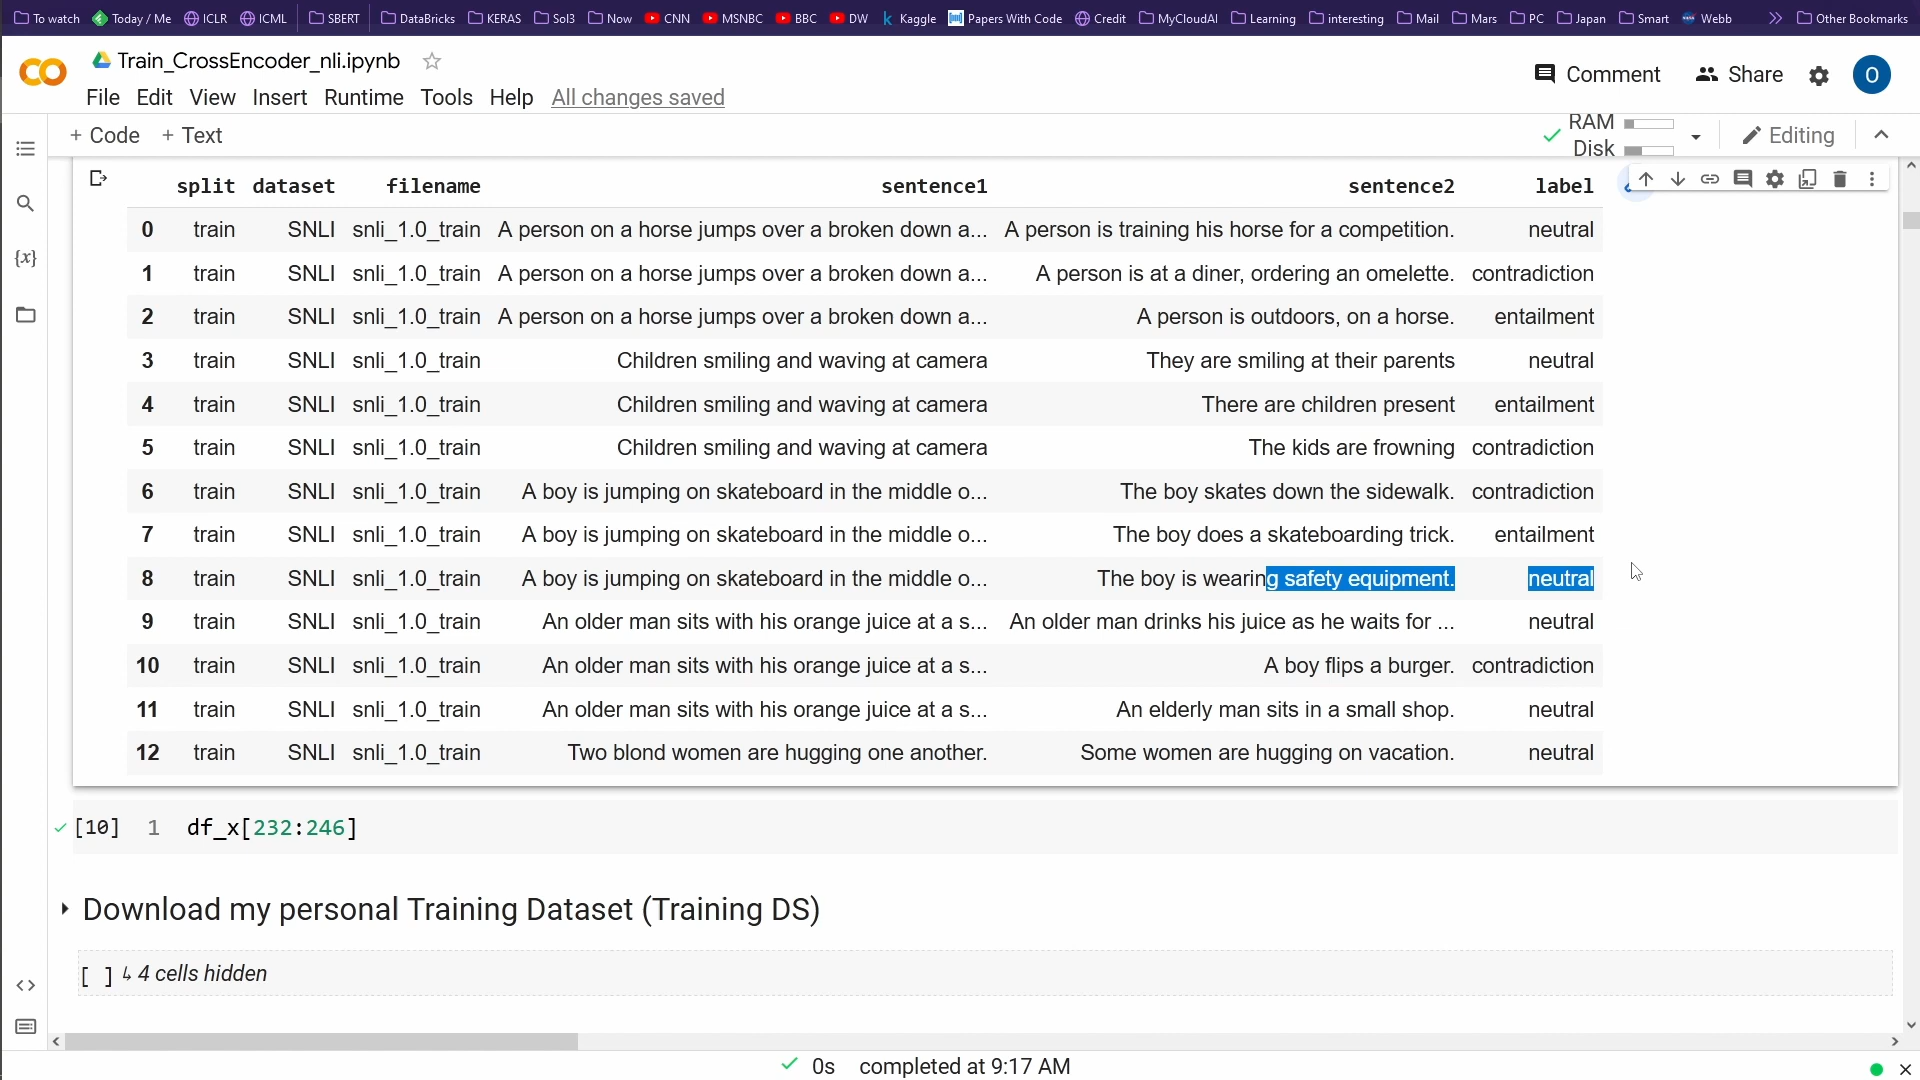 To watch Today / Me ICLR ICML SBERT DataBricks KERAS Sol3 Now CNN MSNBC BBC DW Kaggle Papers With Code Credit MyCloudAI Learning interesting Mail Mars PC Japan Smart Webb Other Bookmarks
Train_CrossEncoder_nli.ipynb
Comment Share O
File Edit View Insert Runtime Tools Help All changes saved
+ Code + Text
RAM
Disk
Editing
split dataset filename sentence1 sentence2 label
0 train SNLI snli_1.0_train A person on a horse jumps over a broken down a... A person is training his horse for a competition. neutral
1 train SNLI snli_1.0_train A person on a horse jumps over a broken down a... A person is at a diner, ordering an omelette. contradiction
2 train SNLI snli_1.0_train A person on a horse jumps over a broken down a... A person is outdoors, on a horse. entailment
3 train SNLI snli_1.0_train Children smiling and waving at camera They are smiling at their parents neutral
4 train SNLI snli_1.0_train Children smiling and waving at camera There are children present entailment
5 train SNLI snli_1.0_train Children smiling and waving at camera The kids are frowning contradiction
6 train SNLI snli_1.0_train A boy is jumping on skateboard in the middle o... The boy skates down the sidewalk. contradiction
7 train SNLI snli_1.0_train A boy is jumping on skateboard in the middle o... The boy does a skateboarding trick. entailment
8 train SNLI snli_1.0_train A boy is jumping on skateboard in the middle o... The boy is wearing safety equipment. neutral
9 train SNLI snli_1.0_train An older man sits with his orange juice at a s... An older man drinks his juice as he waits for ... neutral
10 train SNLI snli_1.0_train An older man sits with his orange juice at a s... A boy flips a burger. contradiction
11 train SNLI snli_1.0_train An older man sits with his orange juice at a s... An elderly man sits in a small shop. neutral
12 train SNLI snli_1.0_train Two blond women are hugging one another. Some women are hugging on vacation. neutral
[10] 1 df_x[232:246]
Download my personal Training Dataset (Training DS)
[ ] ↳ 4 cells hidden
0s completed at 9:17 AM